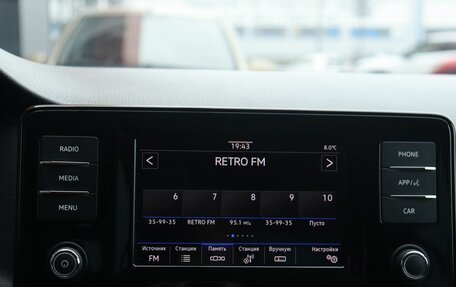 RADIO
MEDIA
MENU
19:43
8.0°C
<
RETRO FM
>
6 7 8 9 10
35-99-35 RETRO FM 95.1 МГц 35-99-35 Пусто
Источник Станции Память Станция Вручную Настройки
FM
PHONE
APP/
CAR